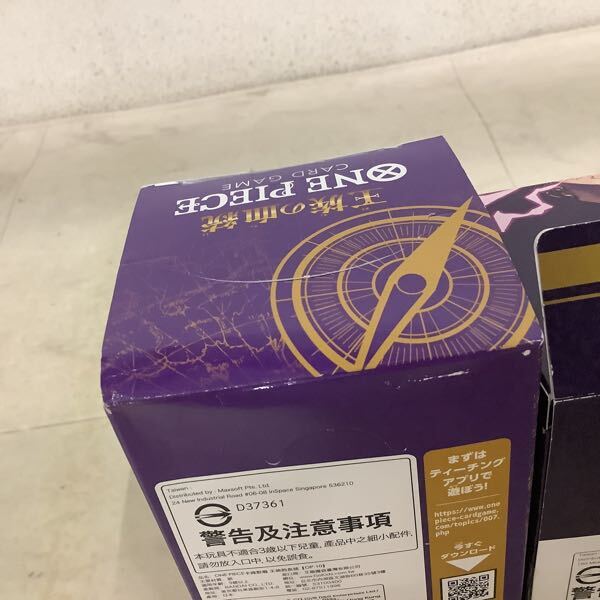 ONE PIECE
CARD GAME
王族の血統
まずは
ティーチング
アプリで
遊ぼう!
https://www.one
piece-cardgame.
com/topics/007.
php
今すぐ
ダウンロード
Taiwan :
Distributed by : Maxsoft Pte. Ltd.
24 New Industrial Road #06-08 InSpace Singapore 536210
D37361
警告及注意事項
本玩具不適合3歲以下兒童,產品中之細小配件,
請勿放入口中,以免誤食。